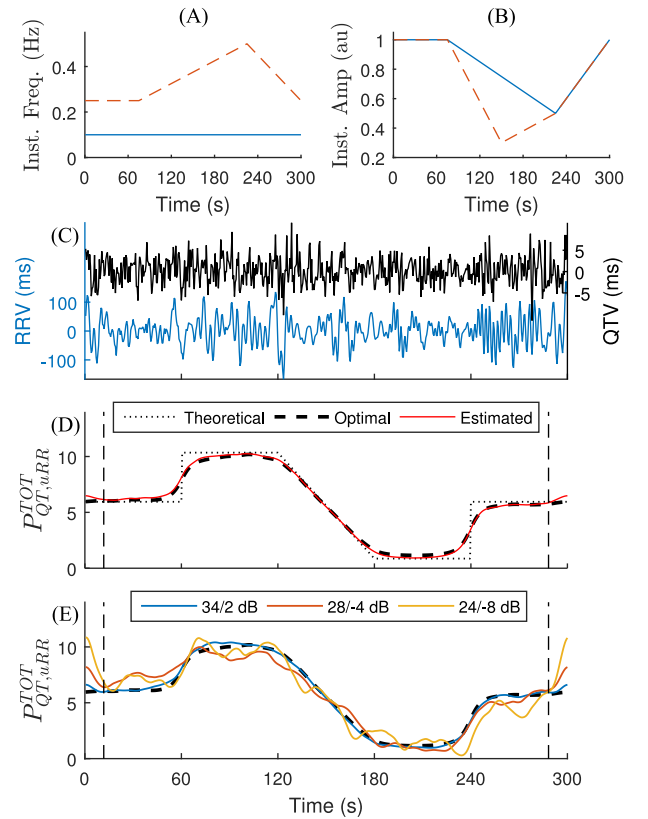 (A)
Inst. Freq. (Hz)
0.4
0.2
0
0 60 120 180 240 300
Time (s)
(B)
Inst. Amp (au)
1
0.8
0.6
0.4
0.2
0 60 120 180 240 300
Time (s)
(C)
RRV (ms)
100
0
-100
5
0
-5
QTV (ms)
(D)
Theoretical Optimal Estimated
P^{TOT}_{QT,uRR}
10
5
0
(E)
34/2 dB 28/-4 dB 24/-8 dB
P^{TOT}_{QT,uRR}
10
5
0
0 60 120 180 240 300
Time (s)